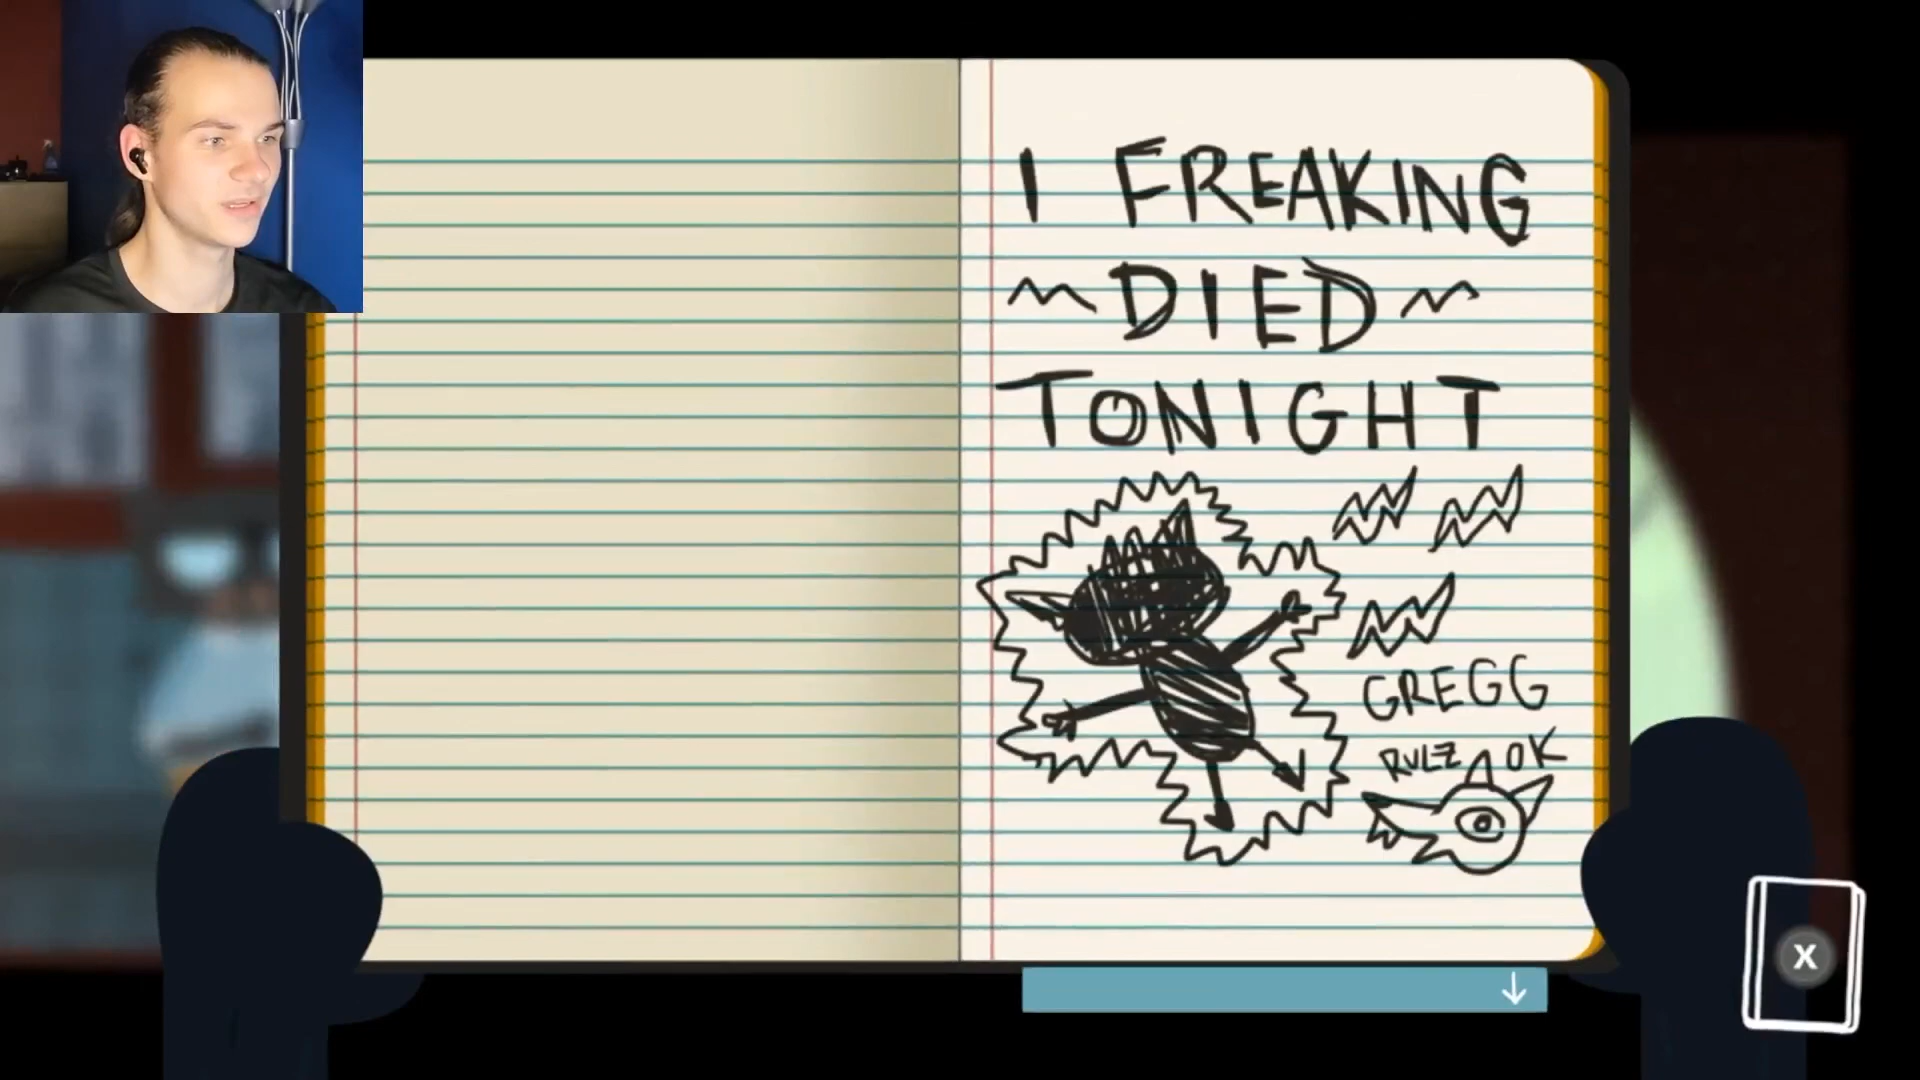 I FREAKING
~DIED~
TONIGHT
GREGG
RULZ OK
X